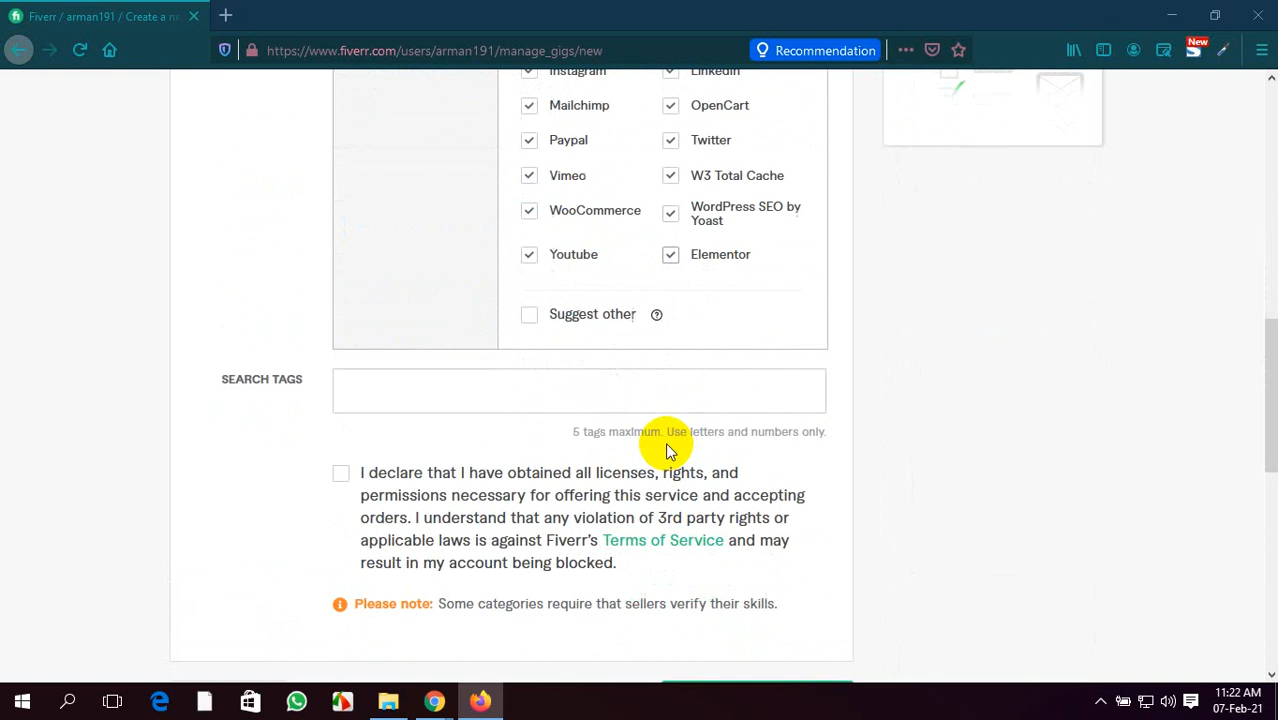 Fiverr / arman191 / Create a ne
https://www.fiverr.com/users/arman191/manage_gigs/new
Recommendation
New
Instagram
LinkedIn
Mailchimp
OpenCart
Paypal
Twitter
Vimeo
W3 Total Cache
WooCommerce
WordPress SEO by
Yoast
Youtube
Elementor
Suggest other
SEARCH TAGS
5 tags maximum. Use letters and numbers only.
I declare that I have obtained all licenses, rights, and
permissions necessary for offering this service and accepting
orders. I understand that any violation of 3rd party rights or
applicable laws is against Fiverr's Terms of Service and may
result in my account being blocked.
Please note: Some categories require that sellers verify their skills.
11:22 AM
07-Feb-21